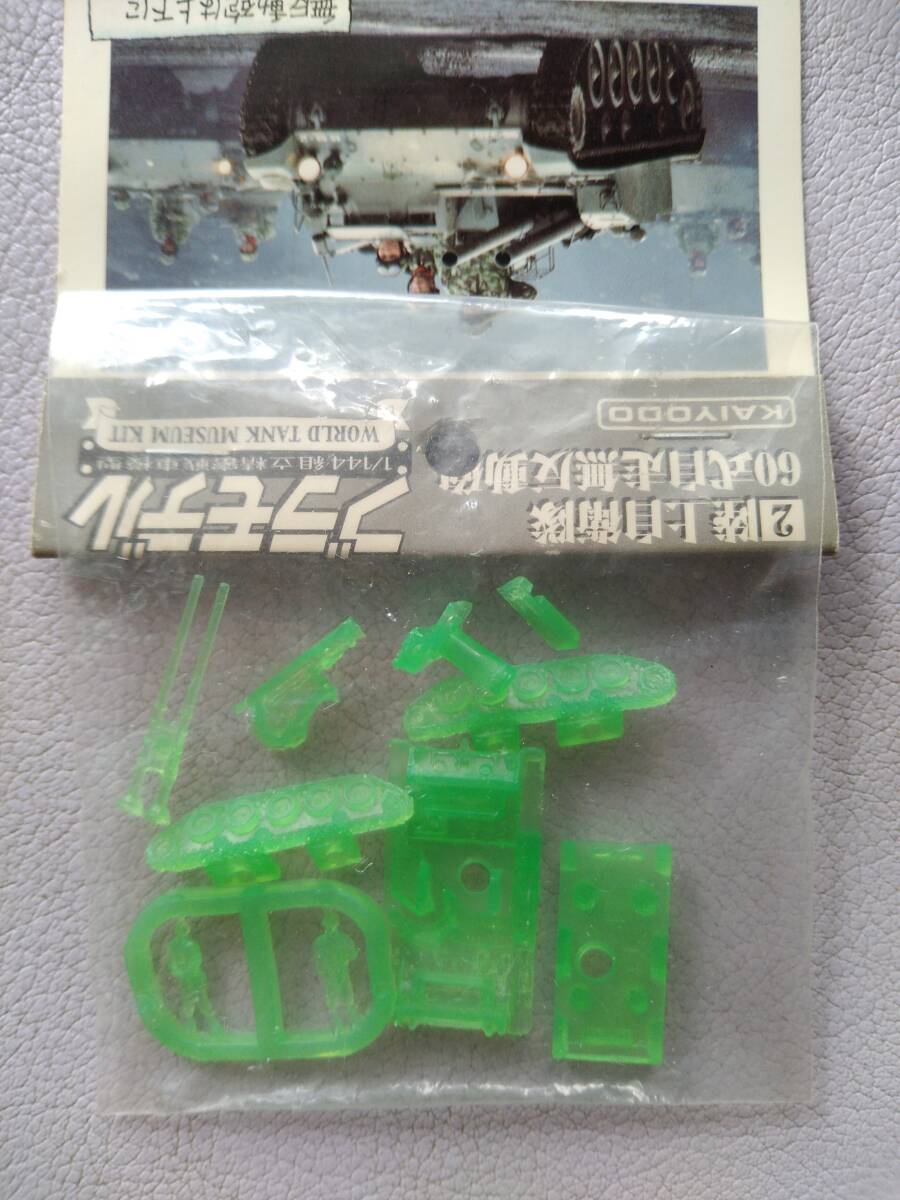 2 陸上自衛隊
60式自走無反動砲
KAIYODO
プラモデル
1/144組立精密戦車模型
WORLD TANK MUSEUM KIT
無反動砲は上下に